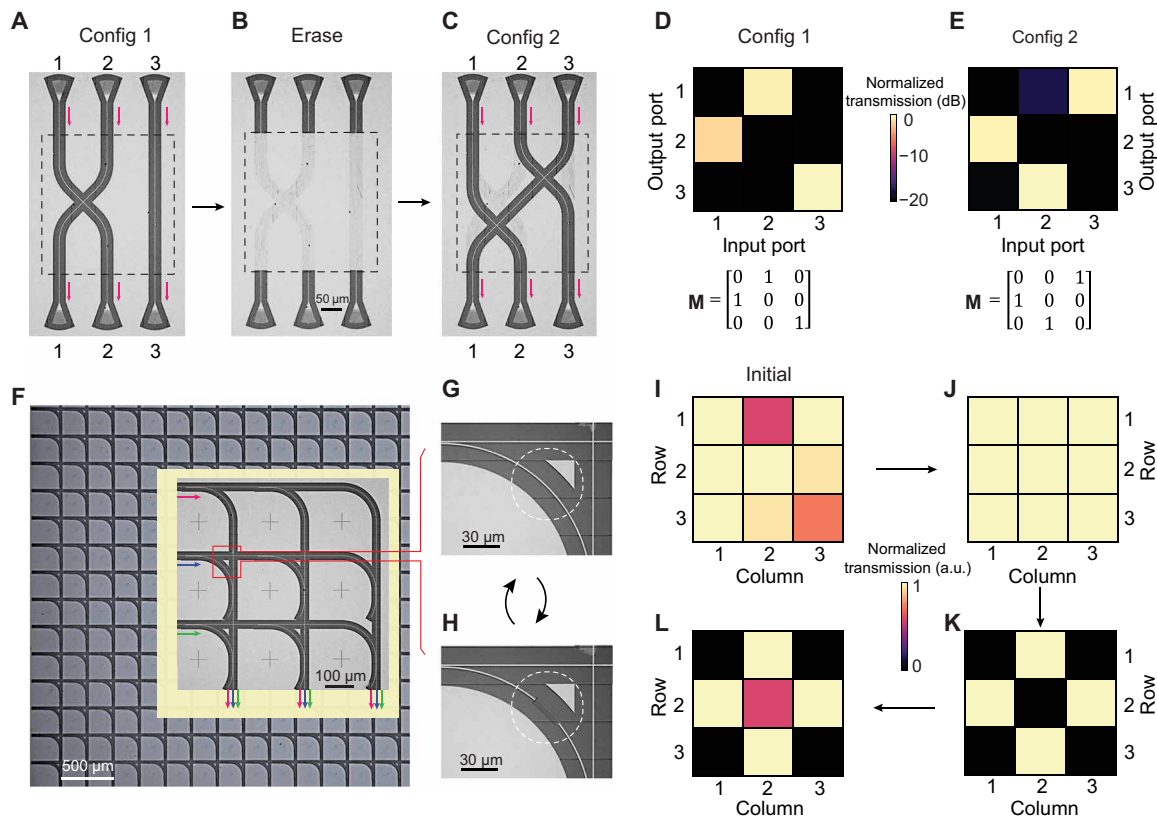 A
Config 1
1 2 3
1 2 3
B
Erase
50 μm
C
Config 2
1 2 3
1 2 3
D
Config 1
Output port
1
2
3
1 2 3
Input port
M = [0 1 0
1 0 0
0 0 1]
Normalized
transmission (dB)
0
−10
−20
E
Config 2
1
2
3
Output port
1 2 3
Input port
M = [0 0 1
1 0 0
0 1 0]
F
100 μm
500 μm
G
30 μm
H
30 μm
I
Initial
Row
1
2
3
1 2 3
Column
J
1
2
3
Row
1 2 3
Column
Normalized
transmission (a.u.)
1
0
L
Row
1
2
3
1 2 3
Column
K
1
2
3
Row
1 2 3
Column